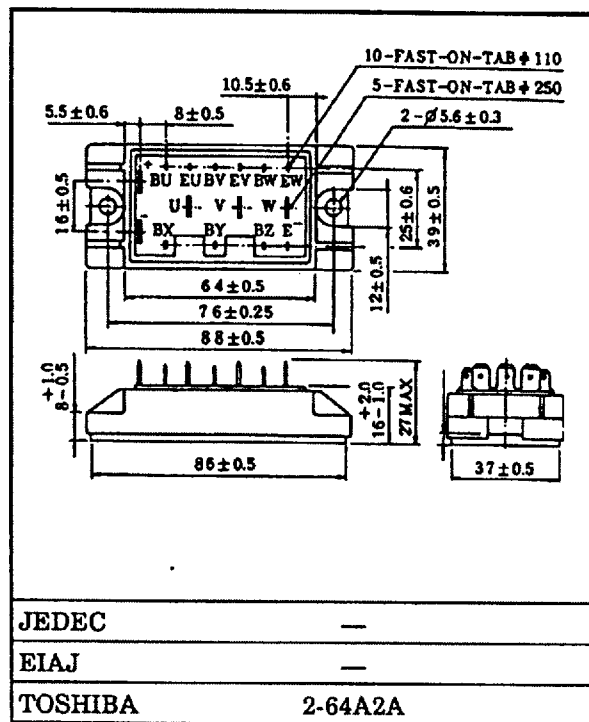 10-FAST-ON-TAB♦110
10.5±0.6
5-FAST-ON-TAB♦250
5.5±0.6
8±0.5
2-Ø5.6±0.3
+
BU EU BV EV BW EW
16±0.5
U V W
25±0.6
39±0.5
-
BX BY BZ E
12±0.5
64±0.5
76±0.25
88±0.5
+1.0
8-0.5
+2.0
16-1.0
27MAX
86±0.5
37±0.5
JEDEC —
EIAJ —
TOSHIBA 2-64A2A